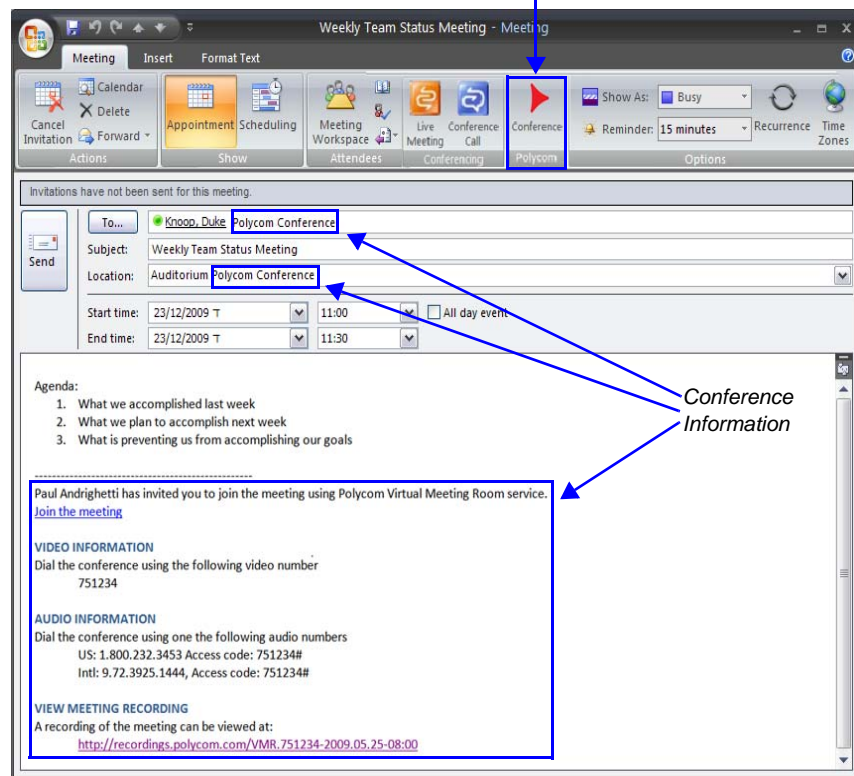 Weekly Team Status Meeting - Meeting
Meeting Insert Format Text
Cancel Invitation
Calendar
Delete
Forward
Actions
Appointment
Scheduling
Show
Meeting Workspace
Attendees
Live Meeting
Conference Call
Conferencing
Conference
Polycom
Show As: Busy
Reminder: 15 minutes
Recurrence
Time Zones
Options
Invitations have not been sent for this meeting.
Send
To... Knoop, Duke Polycom Conference
Subject: Weekly Team Status Meeting
Location: Auditorium Polycom Conference
Start time: 23/12/2009 ד 11:00 All day event
End time: 23/12/2009 ד 11:30
Agenda:
1. What we accomplished last week
2. What we plan to accomplish next week
3. What is preventing us from accomplishing our goals
Conference
Information
------------------------------------------------
Paul Andrighetti has invited you to join the meeting using Polycom Virtual Meeting Room service.
Join the meeting
VIDEO INFORMATION
Dial the conference using the following video number
751234
AUDIO INFORMATION
Dial the conference using one the following audio numbers
US: 1.800.232.3453 Access code: 751234#
Intl: 9.72.3925.1444, Access code: 751234#
VIEW MEETING RECORDING
A recording of the meeting can be viewed at:
http://recordings.polycom.com/VMR.751234-2009.05.25-08:00